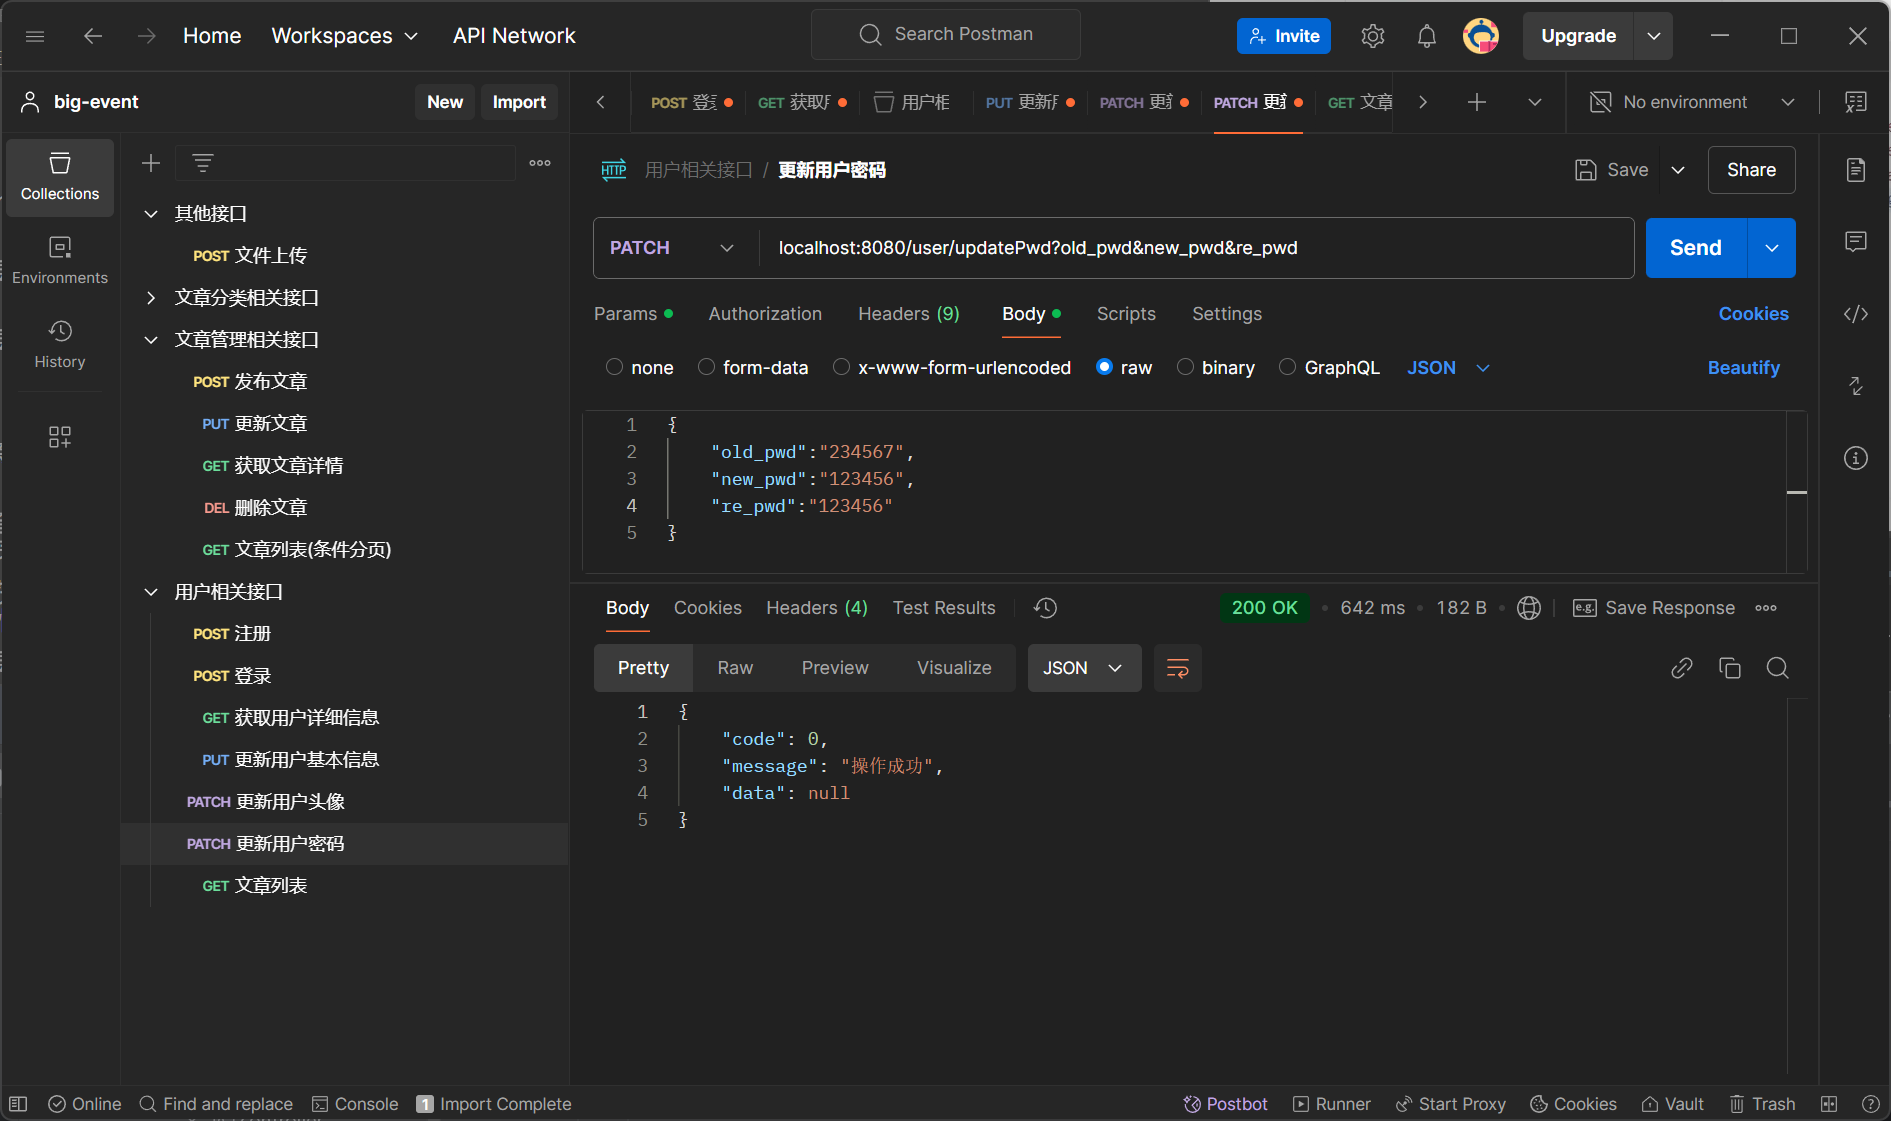 Home Workspaces API Network Search Postman Invite Upgrade
big-event New Import
POST 登录 GET 获取用 用户相 PUT 更新用 PATCH 更新 PATCH 更新 GET 文章 No environment
Collections
Environments
History
其他接口
POST 文件上传
文章分类相关接口
文章管理相关接口
POST 发布文章
PUT 更新文章
GET 获取文章详情
DEL 删除文章
GET 文章列表(条件分页)
用户相关接口
POST 注册
POST 登录
GET 获取用户详细信息
PUT 更新用户基本信息
PATCH 更新用户头像
PATCH 更新用户密码
GET 文章列表
HTTP 用户相关接口 / 更新用户密码 Save Share
PATCH localhost:8080/user/updatePwd?old_pwd&new_pwd&re_pwd Send
Params Authorization Headers (9) Body Scripts Settings Cookies
none form-data x-www-form-urlencoded raw binary GraphQL JSON Beautify
1 {
2 "old_pwd":"234567",
3 "new_pwd":"123456",
4 "re_pwd":"123456"
5 }
Body Cookies Headers (4) Test Results 200 OK 642 ms 182 B e.g. Save Response
Pretty Raw Preview Visualize JSON
1 {
2 "code": 0,
3 "message": "操作成功",
4 "data": null
5 }
Online Find and replace Console 1 Import Complete Postbot Runner Start Proxy Cookies Vault Trash